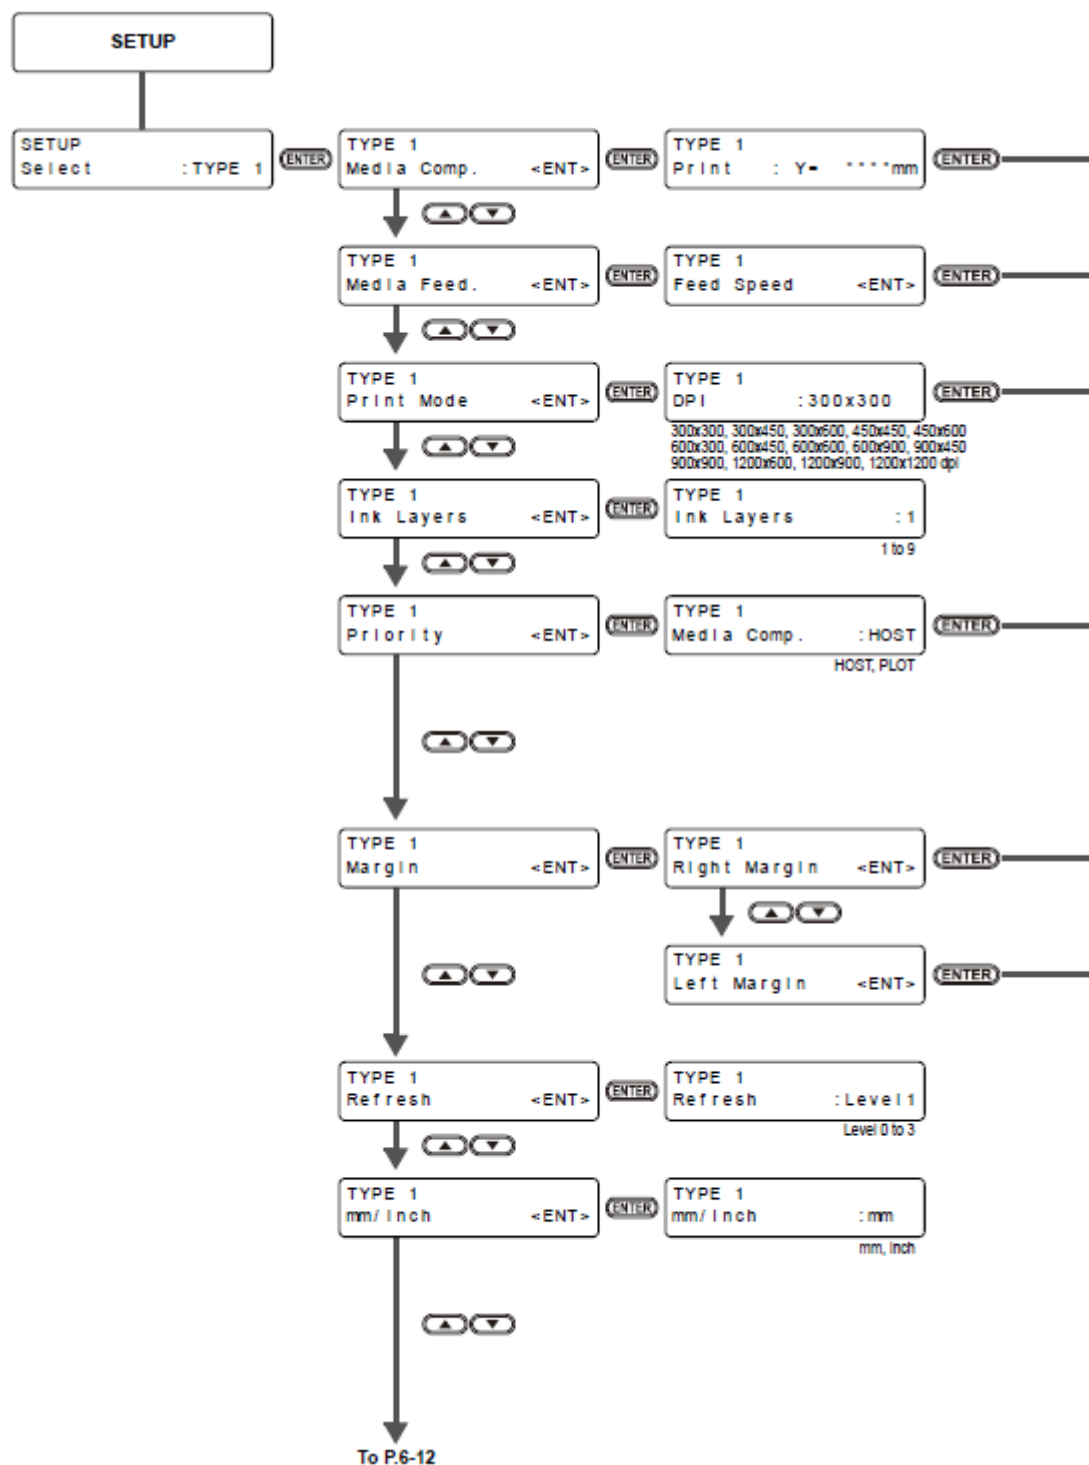 SETUP
SETUP
Select :TYPE 1
ENTER
TYPE 1
Media Comp. <ENT>
ENTER
TYPE 1
Print : Y= ****mm
ENTER
TYPE 1
Media Feed. <ENT>
ENTER
TYPE 1
Feed Speed <ENT>
ENTER
TYPE 1
Print Mode <ENT>
ENTER
TYPE 1
DPI :300x300
ENTER
300x300, 300x450, 300x600, 450x450, 450x600
600x300, 600x450, 600x600, 600x900, 900x450
900x900, 1200x600, 1200x900, 1200x1200 dpi
TYPE 1
Ink Layers <ENT>
ENTER
TYPE 1
Ink Layers :1
1 to 9
TYPE 1
Priority <ENT>
ENTER
TYPE 1
Media Comp. :HOST
ENTER
HOST, PLOT
TYPE 1
Margin <ENT>
ENTER
TYPE 1
Right Margin <ENT>
ENTER
TYPE 1
Left Margin <ENT>
ENTER
TYPE 1
Refresh <ENT>
ENTER
TYPE 1
Refresh :Level1
Level 0 to 3
TYPE 1
mm/Inch <ENT>
ENTER
TYPE 1
mm/Inch :mm
mm, Inch
To P.6-12